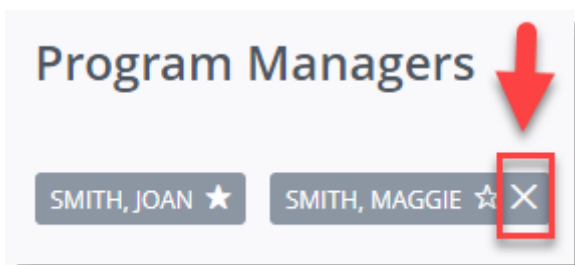 Program Managers
SMITH, JOAN ★ SMITH, MAGGIE ☆ ✕